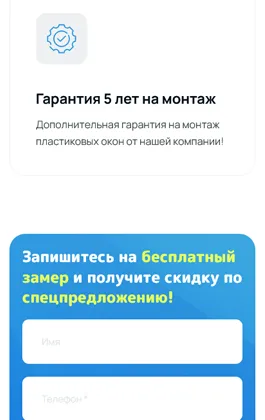 Гарантия 5 лет на монтаж
Дополнительная гарантия на монтаж
пластиковых окон от нашей компании!
Запишитесь на бесплатный
замер и получите скидку по
спецпредложению!
Имя
Телефон *